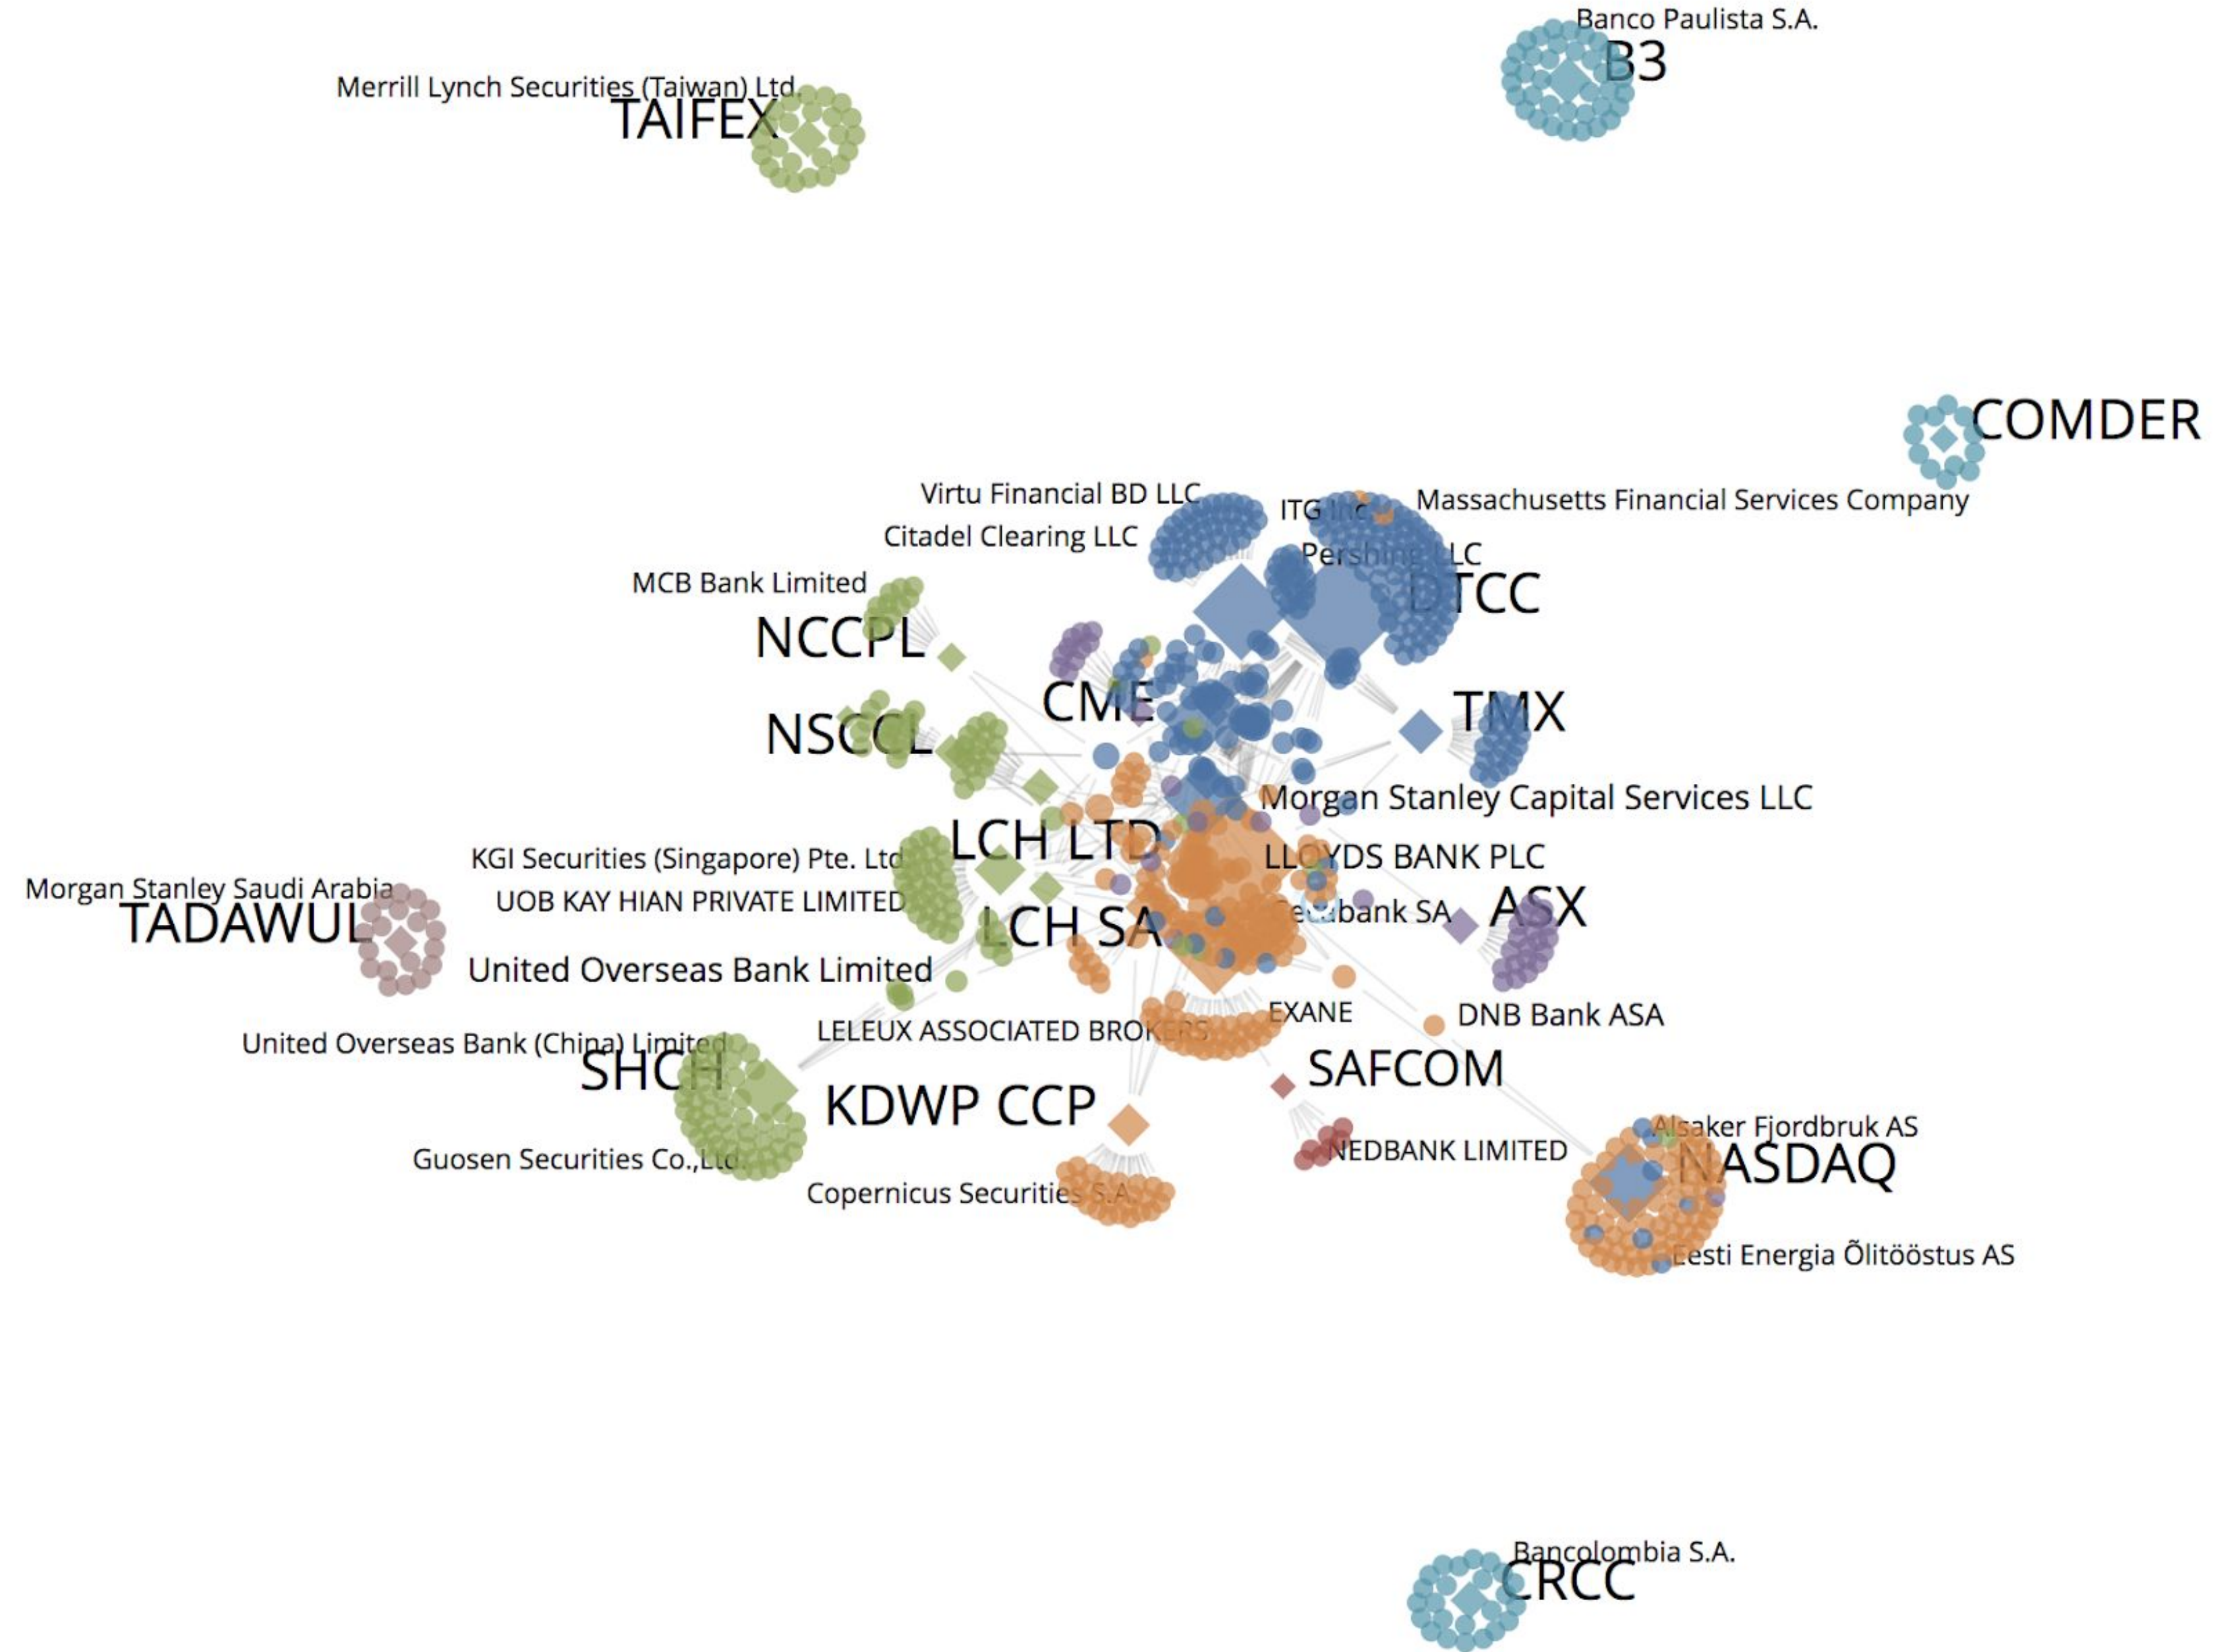 Banco Paulista S.A.
B3
Merrill Lynch Securities (Taiwan) Ltd.
TAIFEX
COMDER
Virtu Financial BD LLC
ITG Inc.
Massachusetts Financial Services Company
Citadel Clearing LLC
Pershing LLC
MCB Bank Limited
DTCC
NCCPL
CME
TMX
NSCCL
Morgan Stanley Capital Services LLC
LCH LTD
KGI Securities (Singapore) Pte. Ltd
LLOYDS BANK PLC
Morgan Stanley Saudi Arabia
UOB KAY HIAN PRIVATE LIMITED
ASX
TADAWUL
bank SA
LCH SA
United Overseas Bank Limited
EXANE
DNB Bank ASA
LELEUX ASSOCIATED BROKERS
United Overseas Bank (China) Limited
SHCH
SAFCOM
KDWP CCP
Alsaker Fjordbruk AS
NEDBANK LIMITED
NASDAQ
Guosen Securities Co.,Ltd.
Copernicus Securities S.A.
Eesti Energia Õlitööstus AS
Bancolombia S.A.
CRCC